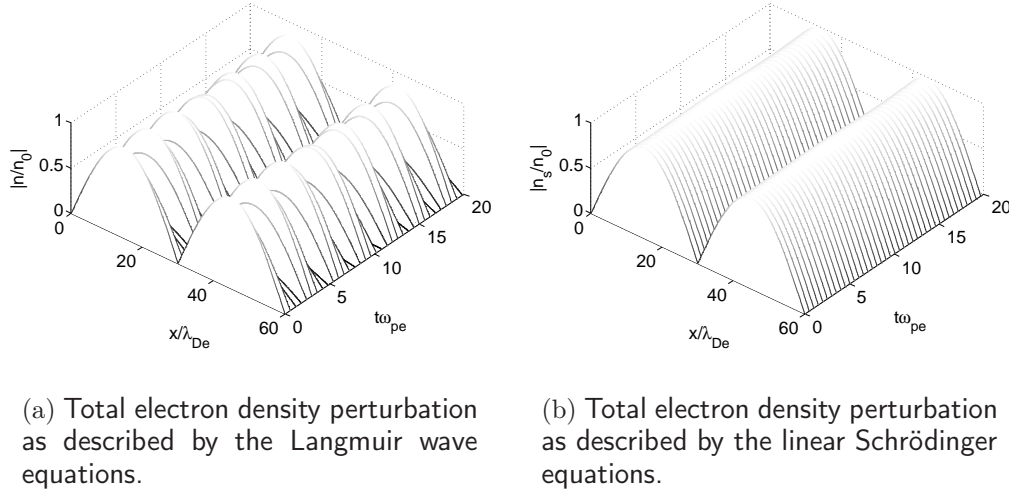 1
0.5
0
|n/n0|
0
20
40
60
x/λDe
0
5
10
15
20
tωpe
1
0.5
0
|ns/n0|
0
20
40
60
x/λDe
0
5
10
15
20
tωpe
(a) Total electron density perturbation
as described by the Langmuir wave
equations.
(b) Total electron density perturbation
as described by the linear Schrödinger
equations.